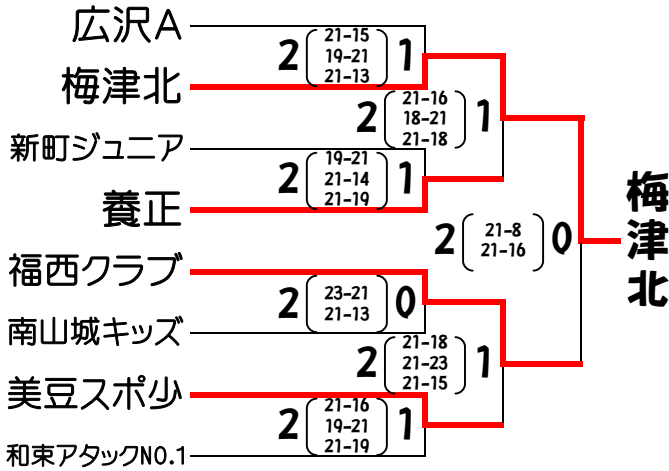 広沢A
2 21-15 1
19-21
21-13
梅津北
2 21-16 1
18-21
21-18
新町ジュニア
2 19-21 1
21-14
21-19
養正
2 21-8 0
21-16
梅津北
福西クラブ
2 23-21 0
21-13
南山城キッズ
2 21-18 1
21-23
21-15
美豆スポ少
2 21-16 1
19-21
21-19
和東アタックNO.1